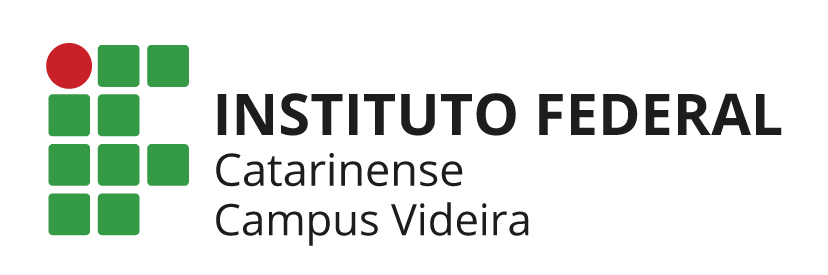 INSTITUTO FEDERAL
Catarinense
Campus Videira